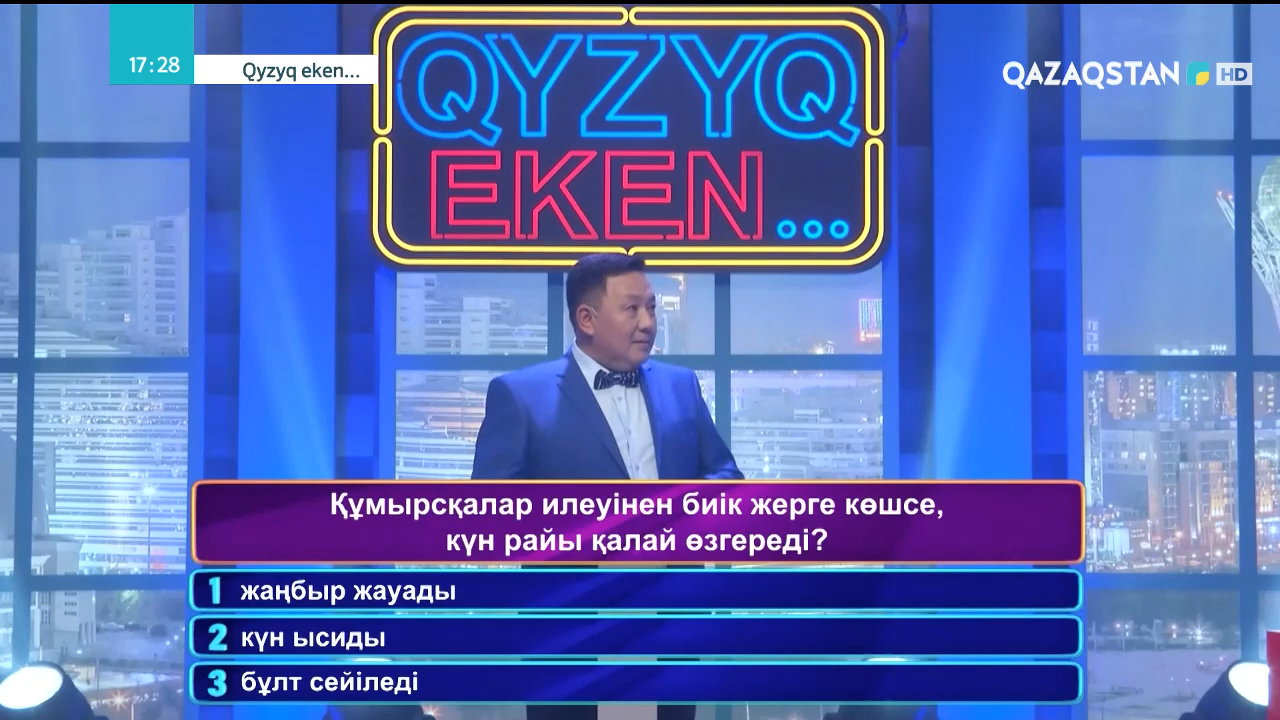 17:28
Qyzyq eken...
QAZAQSTAN HD
QYZYQ
EKEN...
Құмырсқалар илеуінен биік жерге көшсе,
күн райы қалай өзгереді?
1 жаңбыр жауады
2 күн ысиды
3 бұлт сейіледі